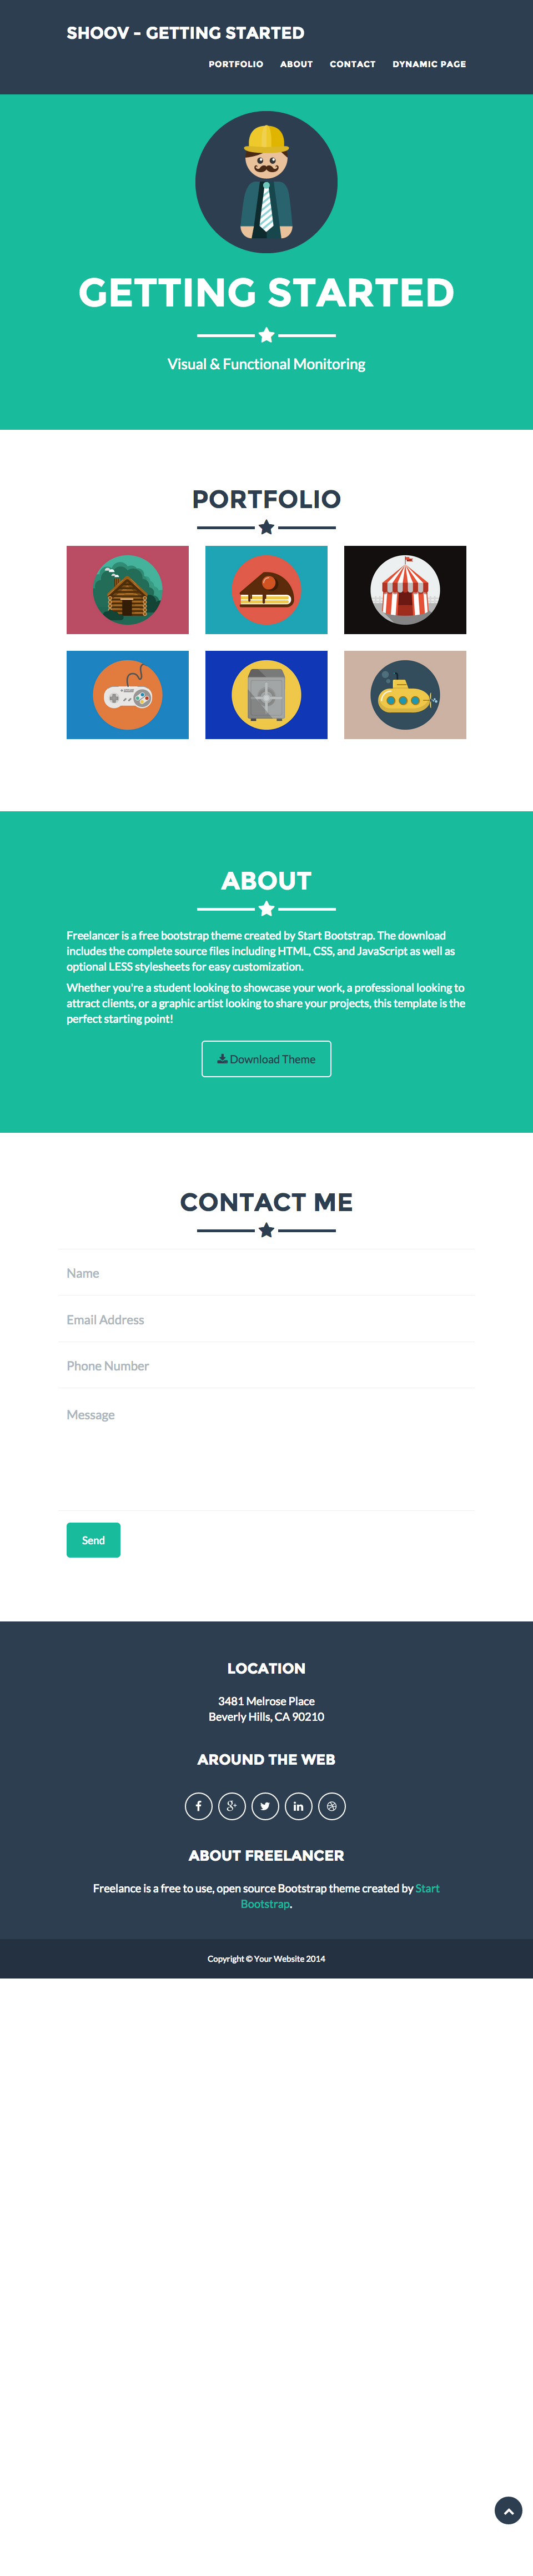 SHOOV - GETTING STARTED
PORTFOLIO ABOUT CONTACT DYNAMIC PAGE
GETTING STARTED
Visual & Functional Monitoring
PORTFOLIO
ABOUT
Freelancer is a free bootstrap theme created by Start Bootstrap. The download
includes the complete source files including HTML, CSS, and JavaScript as well as
optional LESS stylesheets for easy customization.
Whether you're a student looking to showcase your work, a professional looking to
attract clients, or a graphic artist looking to share your projects, this template is the
perfect starting point!
Download Theme
CONTACT ME
Name
Email Address
Phone Number
Message
Send
LOCATION
3481 Melrose Place
Beverly Hills, CA 90210
AROUND THE WEB
ABOUT FREELANCER
Freelance is a free to use, open source Bootstrap theme created by Start
Bootstrap.
Copyright © Your Website 2014